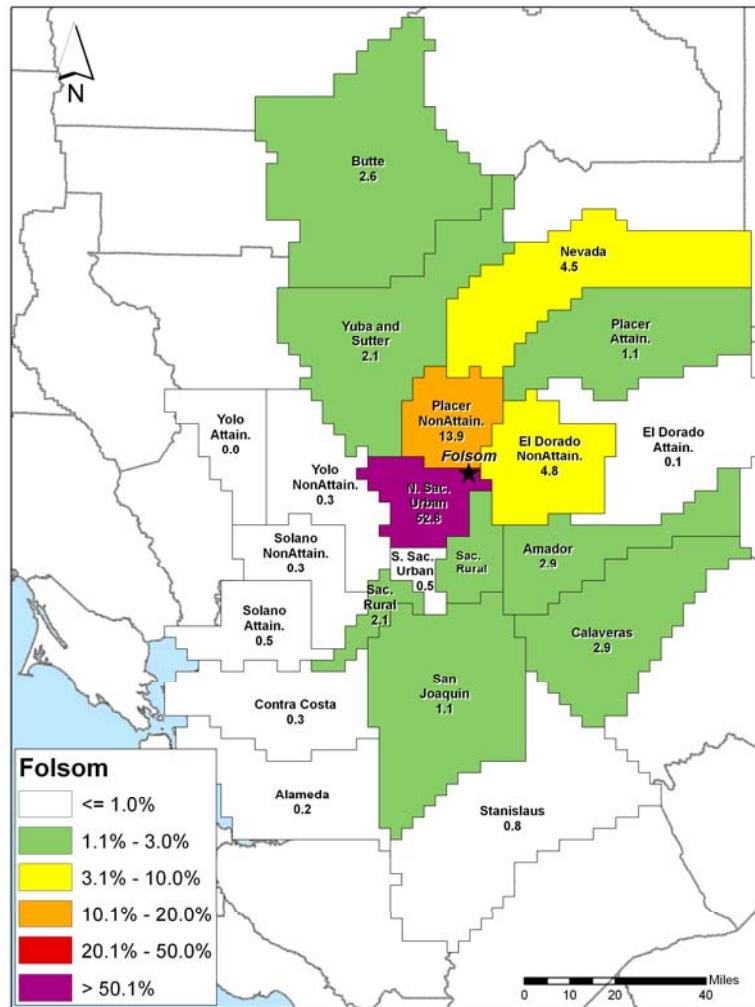 N
Butte
2.6
Nevada
4.5
Placer
Attain.
1.1
Yuba and
Sutter
2.1
Placer
NonAttain.
13.9
Yolo
Attain.
0.0
El Dorado
Attain.
0.1
El Dorado
NonAttain.
4.8
Folsom
Yolo
NonAttain.
0.3
N. Sac.
Urban
52.8
Solano
NonAttain.
0.3
S. Sac.
Urban
0.5
Sac.
Rural
Amador
2.9
Sac.
Rural
2.1
Solano
Attain.
0.5
Calaveras
2.9
San
Joaquin
1.1
Contra Costa
0.3
Alameda
0.2
Stanislaus
0.8
Folsom
<= 1.0%
1.1% - 3.0%
3.1% - 10.0%
10.1% - 20.0%
20.1% - 50.0%
> 50.1%
Miles
0 10 20 40